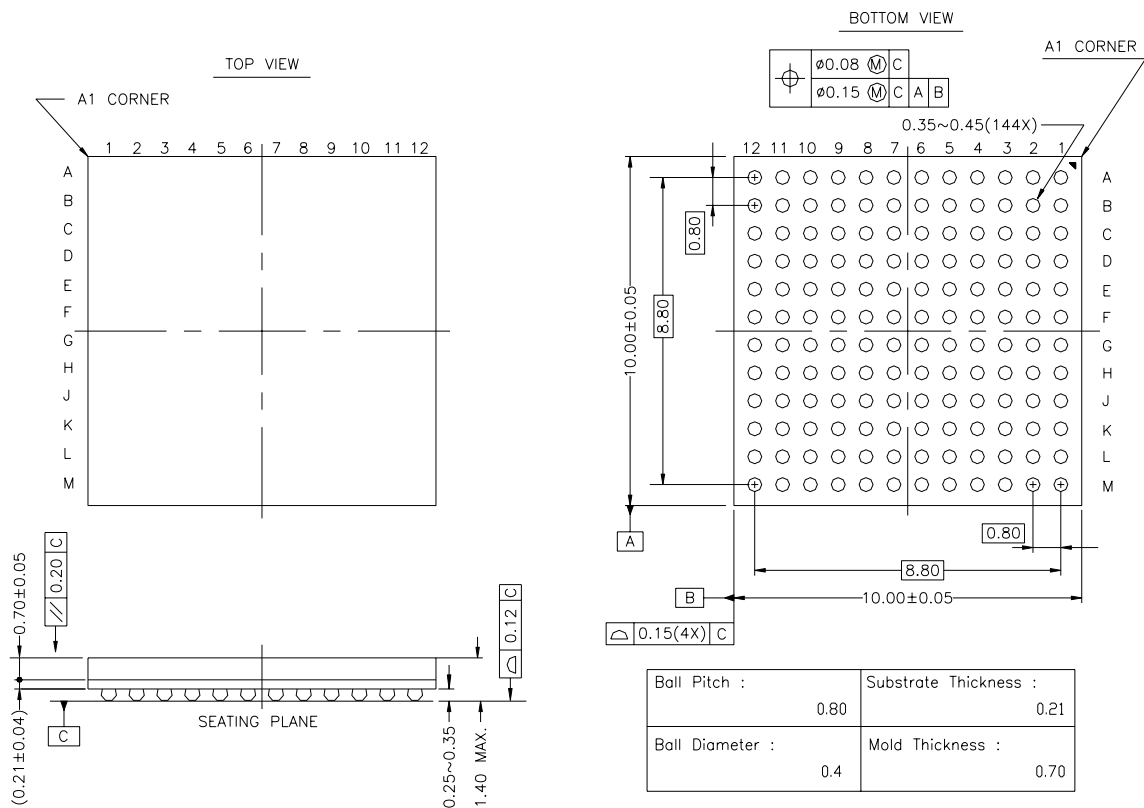 TOP VIEW
A1 CORNER
1 2 3 4 5 6 7 8 9 10 11 12
A
B
C
D
E
F
G
H
J
K
L
M
BOTTOM VIEW
A1 CORNER
ø0.08 Ⓜ C
ø0.15 Ⓜ C A B
0.35~0.45(144X)
12 11 10 9 8 7 6 5 4 3 2 1
A
B
C
D
E
F
G
H
J
K
L
M
0.80
8.80
10.00±0.05
A
0.80
8.80
B
10.00±0.05
0.15(4X) C
0.70±0.05
// 0.20 C
(0.21±0.04)
C
SEATING PLANE
0.12 C
0.25~0.35
1.40 MAX.
Ball Pitch :
0.80
Substrate Thickness :
0.21
Ball Diameter :
0.4
Mold Thickness :
0.70